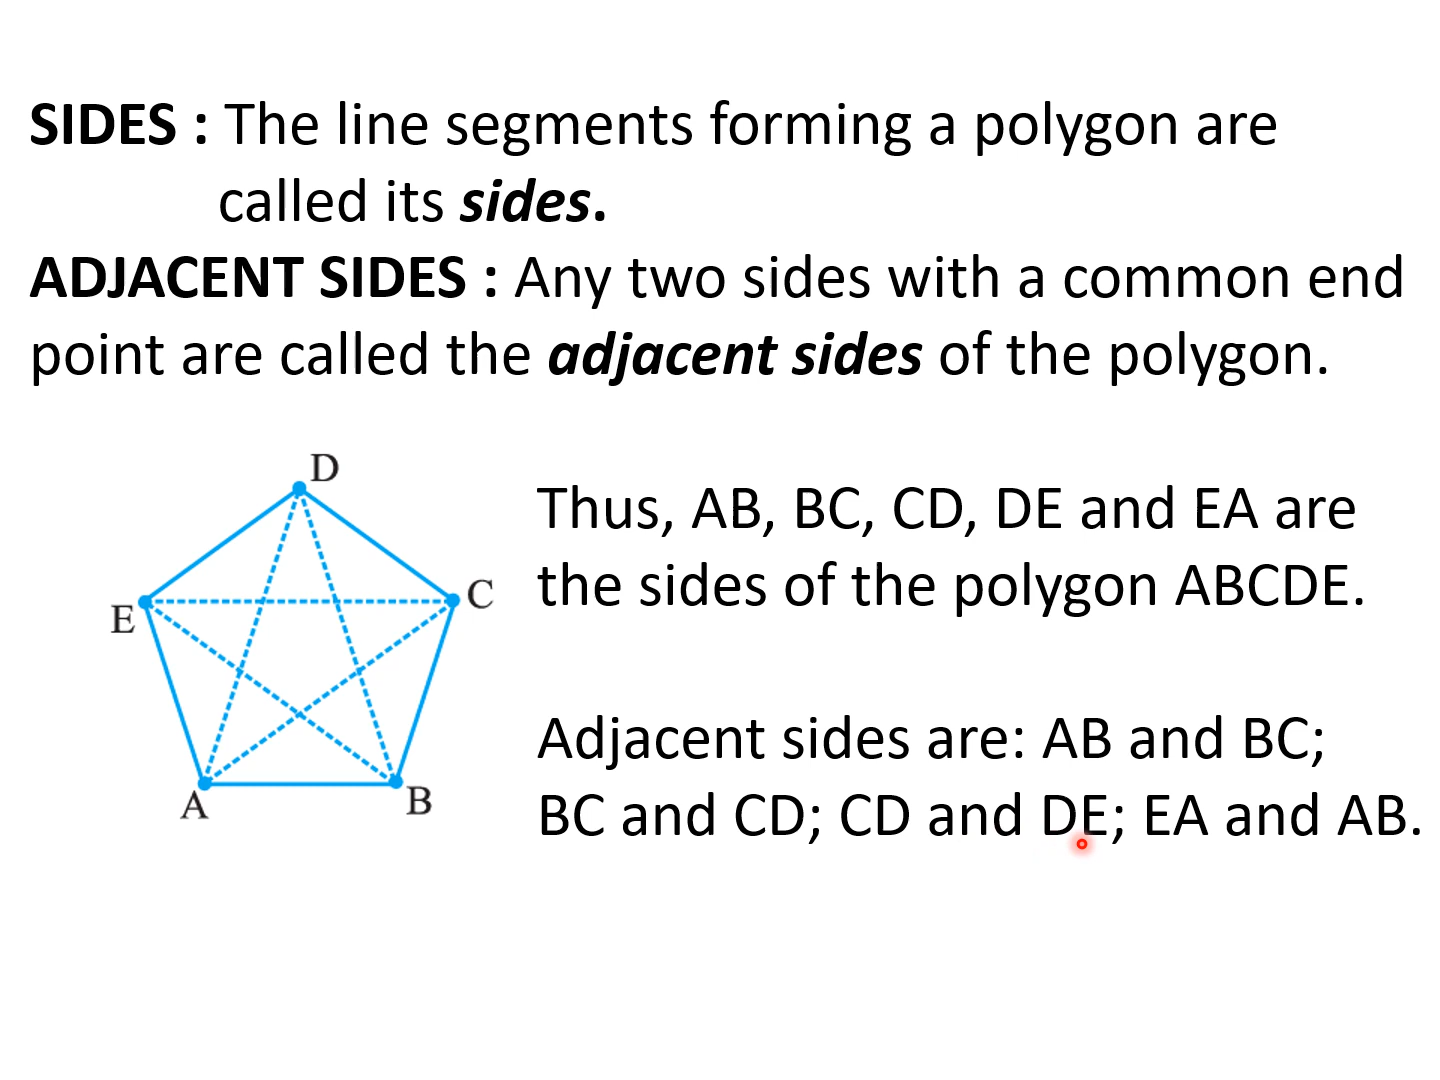 SIDES : The line segments forming a polygon are
called its sides.
ADJACENT SIDES : Any two sides with a common end
point are called the adjacent sides of the polygon.
D
Thus, AB, BC, CD, DE and EA are
the sides of the polygon ABCDE.
C
E
Adjacent sides are: AB and BC;
BC and CD; CD and DE; EA and AB.
A
B